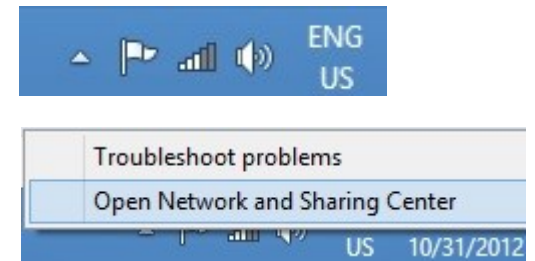 ENG
US
Troubleshoot problems
Open Network and Sharing Center
US 10/31/2012